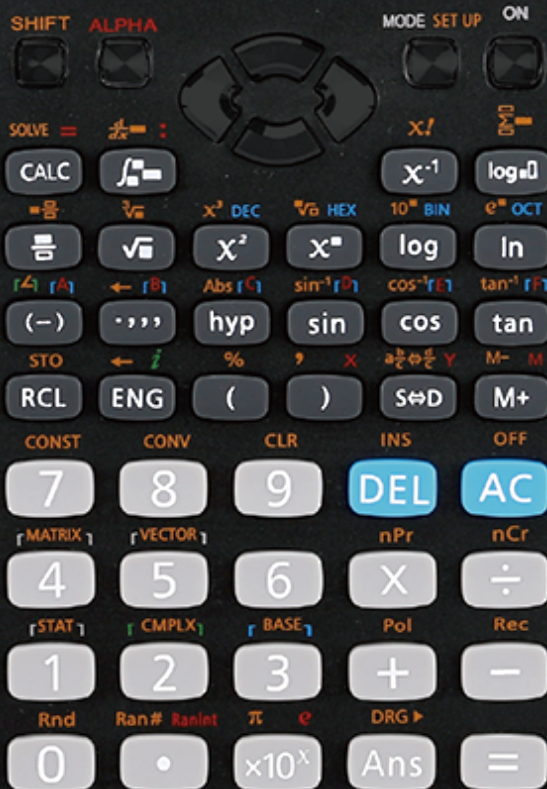 SHIFT ALPHA MODE SET UP ON
SOLVE = : x!
CALC x⁻¹ log
x³ DEC HEX 10 BIN e OCT
x² x log In
∠ A ← B Abs C sin⁻¹ D cos⁻¹ E tan⁻¹ F
(−) ·,,, hyp sin cos tan
STO ← i % , X a b/c⇔d/c Y M− M
RCL ENG ( ) S⇔D M+
CONST CONV CLR INS OFF
7 8 9 DEL AC
MATRIX VECTOR nPr nCr
4 5 6 X ÷
STAT CMPLX BASE Pol Rec
1 2 3 + −
Rnd Ran# RanInt π e DRG ▶
0 • ×10ˣ Ans =